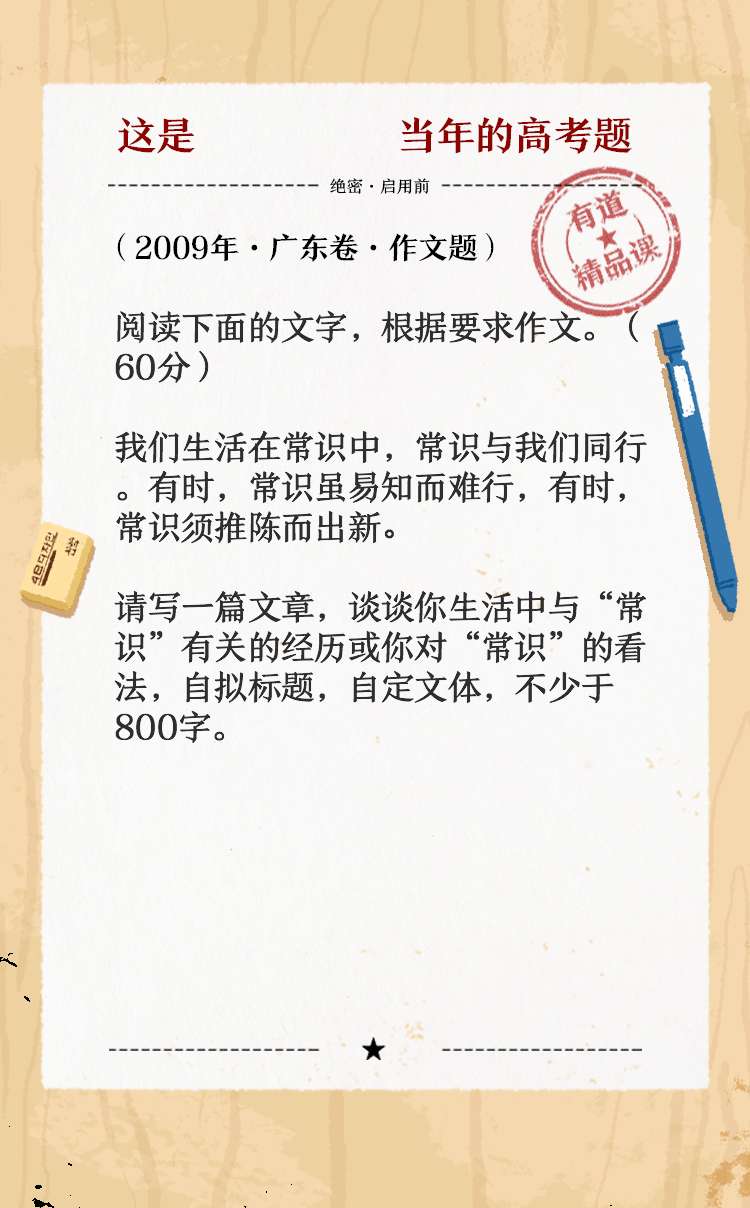 这是 当年的高考题
绝密·启用前
有道
精品课
（2009年·广东卷·作文题）
阅读下面的文字，根据要求作文。（
60分）
我们生活在常识中，常识与我们同行
。有时，常识虽易知而难行，有时，
常识须推陈而出新。
请写一篇文章，谈谈你生活中与“常
识”有关的经历或你对“常识”的看
法，自拟标题，自定文体，不少于
800字。